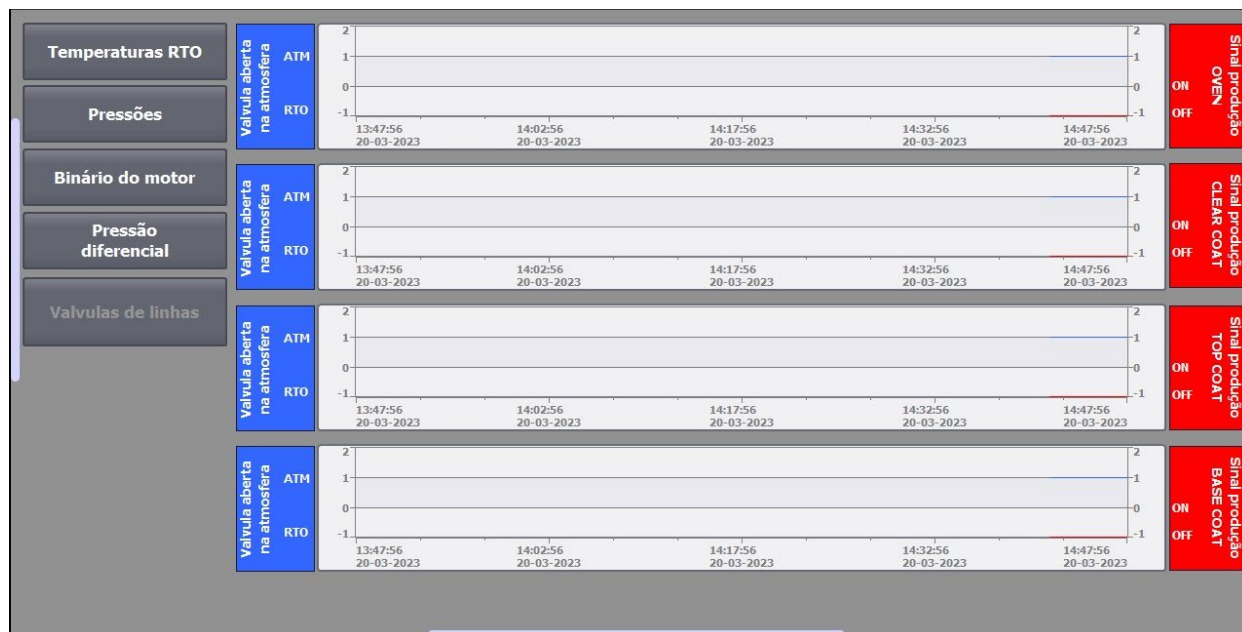 Temperaturas RTO
Pressões
Binário do motor
Pressão
diferencial
Valvulas de linhas
Valvula aberta
na atmosfera
ATM
RTO
2
1
0
-1
2
1
0
-1
13:47:56
20-03-2023
14:02:56
20-03-2023
14:17:56
20-03-2023
14:32:56
20-03-2023
14:47:56
20-03-2023
ON
OFF
Sinal produção
OVEN
Valvula aberta
na atmosfera
ATM
RTO
2
1
0
-1
2
1
0
-1
13:47:56
20-03-2023
14:02:56
20-03-2023
14:17:56
20-03-2023
14:32:56
20-03-2023
14:47:56
20-03-2023
ON
OFF
Sinal produção
CLEAR COAT
Valvula aberta
na atmosfera
ATM
RTO
2
1
0
-1
2
1
0
-1
13:47:56
20-03-2023
14:02:56
20-03-2023
14:17:56
20-03-2023
14:32:56
20-03-2023
14:47:56
20-03-2023
ON
OFF
Sinal produção
TOP COAT
Valvula aberta
na atmosfera
ATM
RTO
2
1
0
-1
2
1
0
-1
13:47:56
20-03-2023
14:02:56
20-03-2023
14:17:56
20-03-2023
14:32:56
20-03-2023
14:47:56
20-03-2023
ON
OFF
Sinal produção
BASE COAT